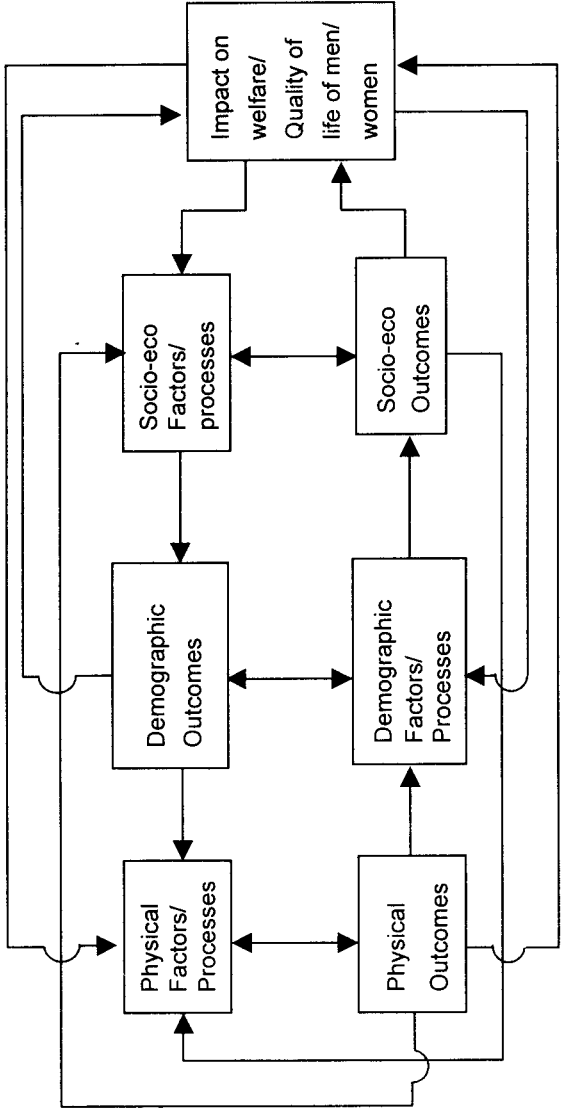 Physical
Factors/
Processes
Demographic
Outcomes
Socio-eco
Factors/
processes
Impact on
welfare/
Quality of
life of men/
women
Physical
Outcomes
Demographic
Factors/
Processes
Socio-eco
Outcomes